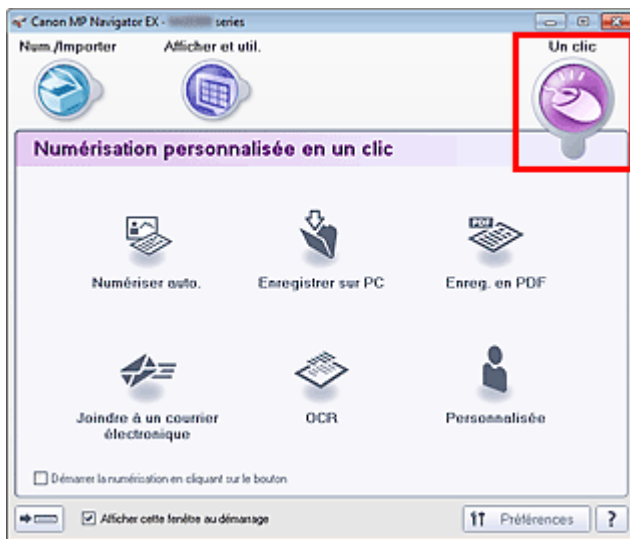 Canon MP Navigator EX - series
Num./Importer
Afficher et util.
Un clic
Numérisation personnalisée en un clic
Numériser auto.
Enregistrer sur PC
PDF
Enreg. en PDF
Joindre à un courrier
électronique
OCR
Personnalisée
Démarrer la numérisation en cliquant sur le bouton
Afficher cette fenêtre au démarrage
Préférences
?